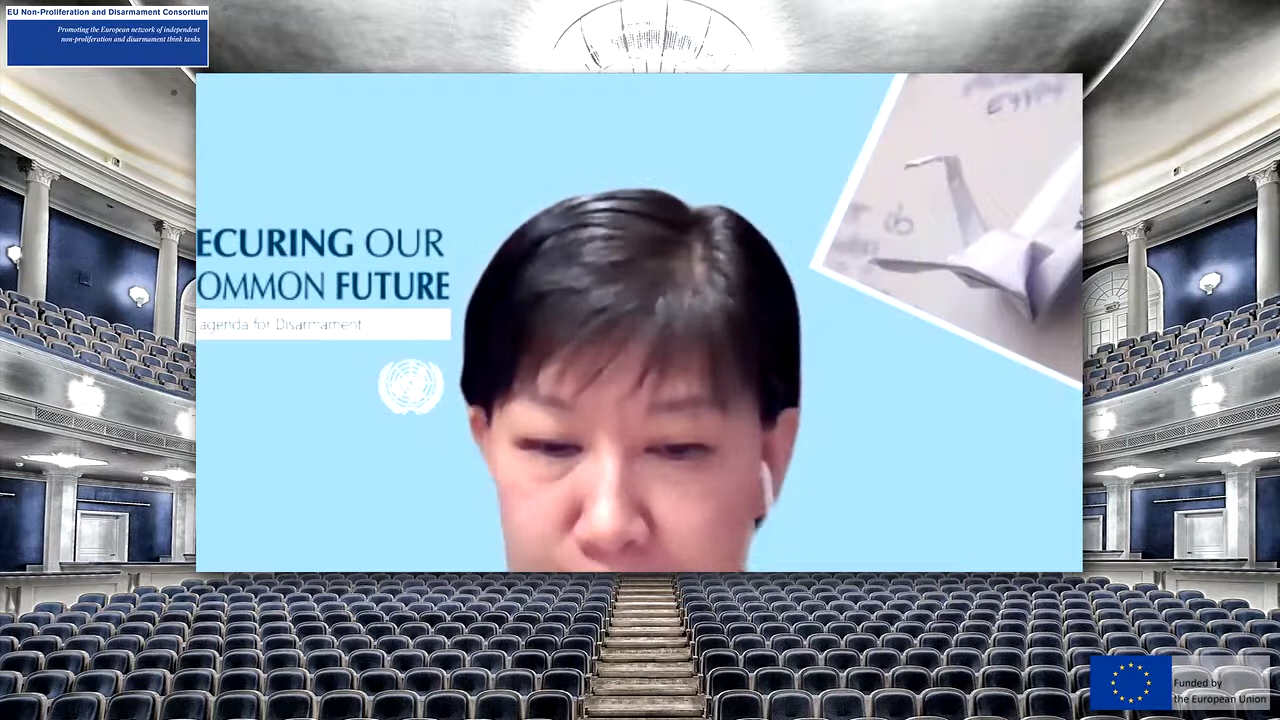 EU Non-Proliferation and Disarmament Consortium
Promoting the European network of independent
non-proliferation and disarmament think tanks
ECURING OUR
OMMON FUTURE
agenda for Disarmament
Funded by
the European Union